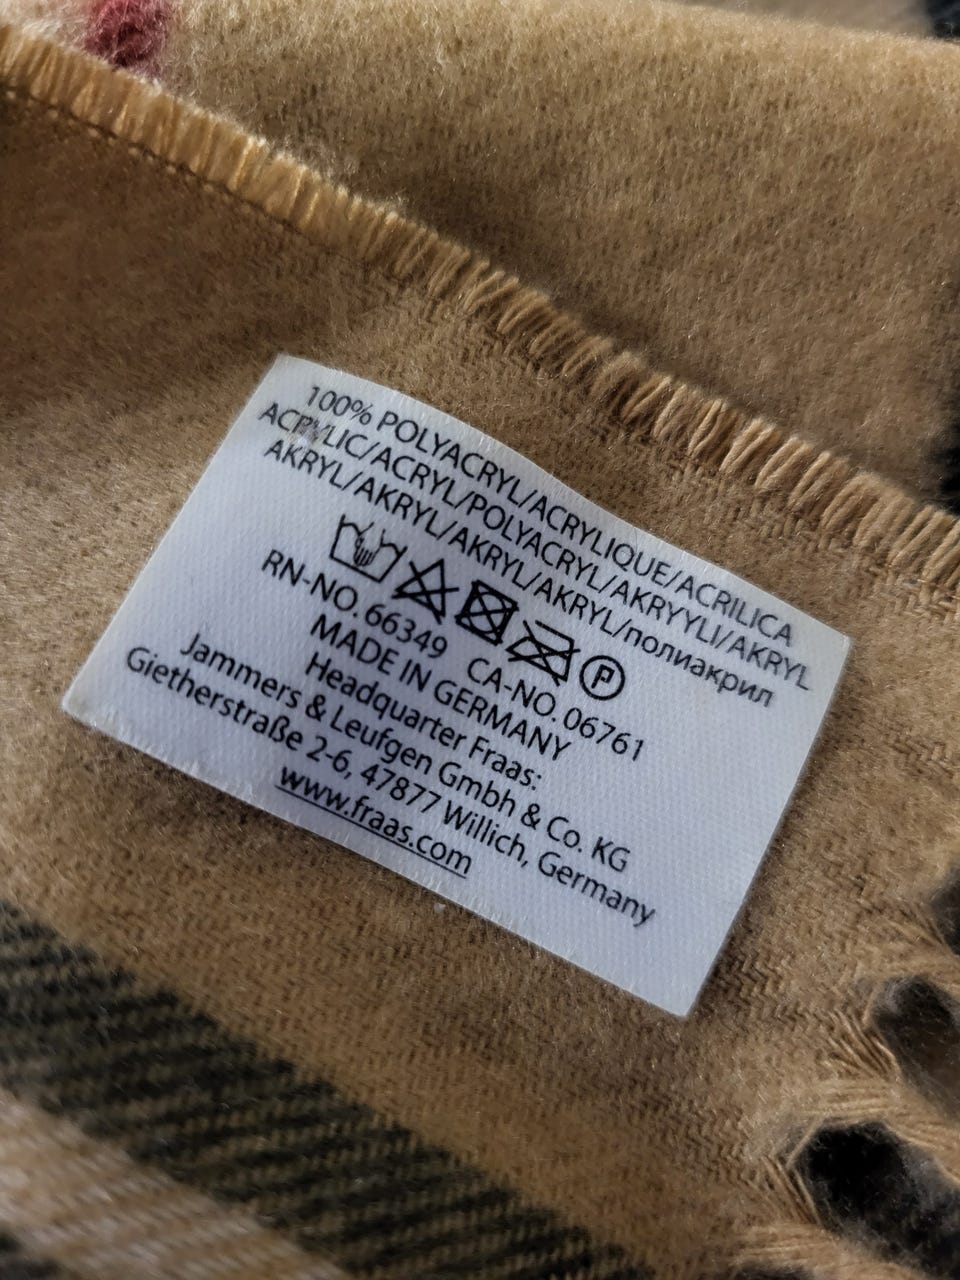 100% POLYACRYL/ACRYLIQUE/ACRILICA
ACRYLIC/ACRYL/POLYACRYL/AKRYYLI/AKRYL
AKRYL/AKRYL/AKRYL/AKRYL/полиакрил
P
RN-NO. 66349 CA-NO. 06761
MADE IN GERMANY
Headquarter Fraas:
Jammers & Leufgen Gmbh & Co. KG
Gietherstraße 2-6, 47877 Willich, Germany
www.fraas.com